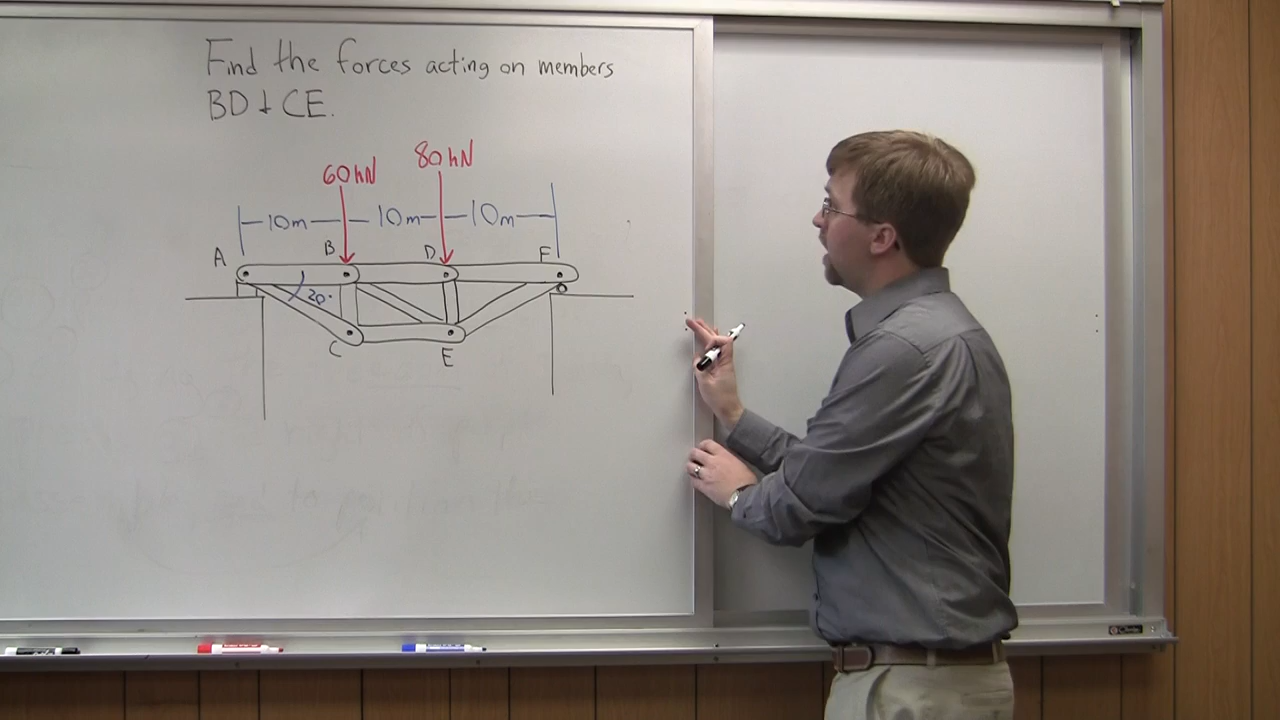 Find the forces acting on members
BD + CE.
60 kN 80 kN
10m 10m 10m
A B D F
20°
C E